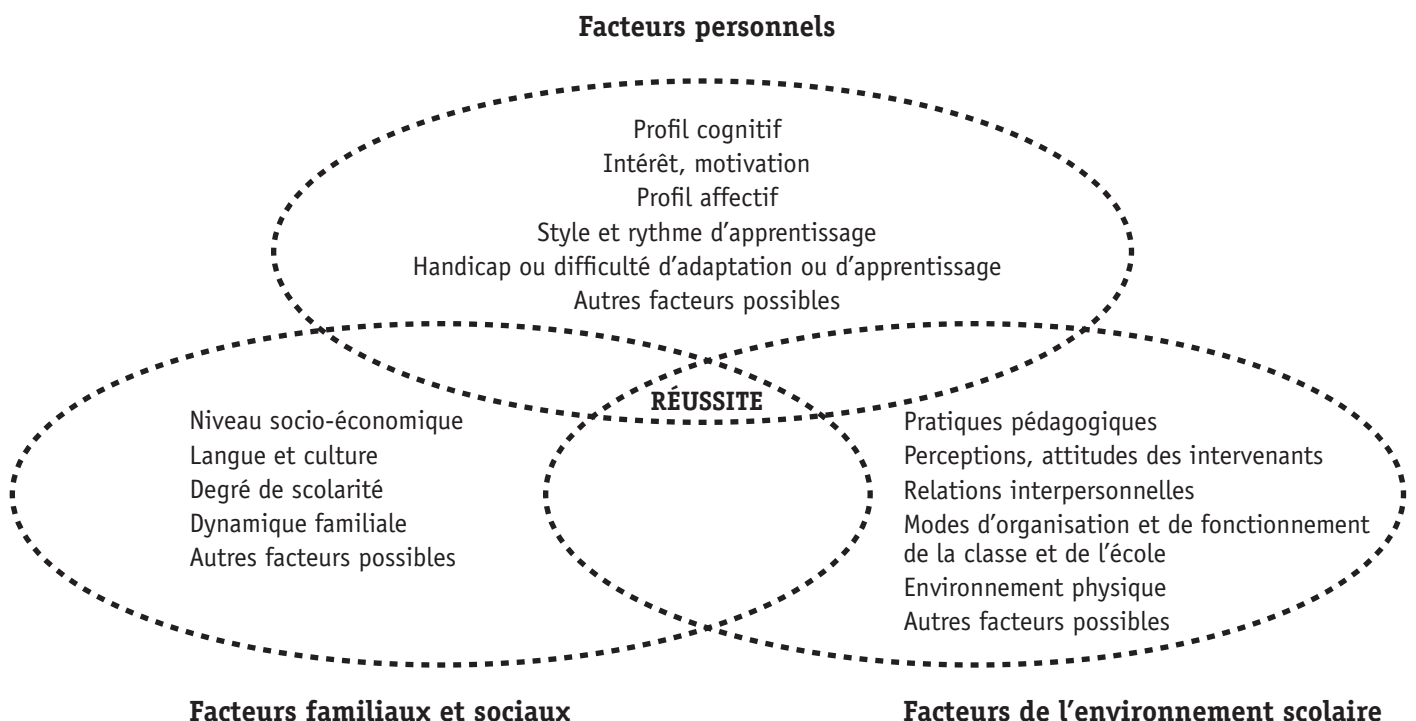 Facteurs personnels
Profil cognitif
Intérêt, motivation
Profil affectif
Style et rythme d'apprentissage
Handicap ou difficulté d'adaptation ou d'apprentissage
Autres facteurs possibles
RÉUSSITE
Niveau socio-économique
Langue et culture
Degré de scolarité
Dynamique familiale
Autres facteurs possibles
Pratiques pédagogiques
Perceptions, attitudes des intervenants
Relations interpersonnelles
Modes d'organisation et de fonctionnement
de la classe et de l'école
Environnement physique
Autres facteurs possibles
Facteurs familiaux et sociaux
Facteurs de l'environnement scolaire